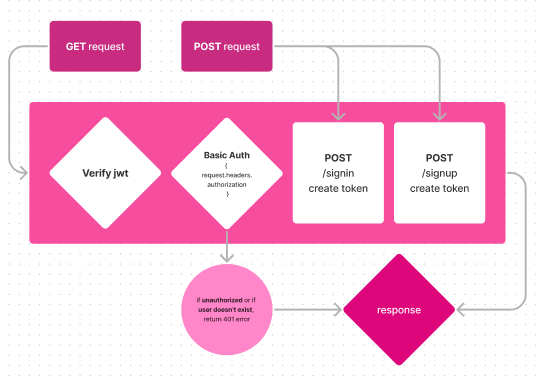 GET request
POST request
Verify jwt
Basic Auth
{
request.headers.
authorization
}
POST
/signin
create token
POST
/signup
create token
if unauthorized or if
user doesn't exist,
return 401 error
response